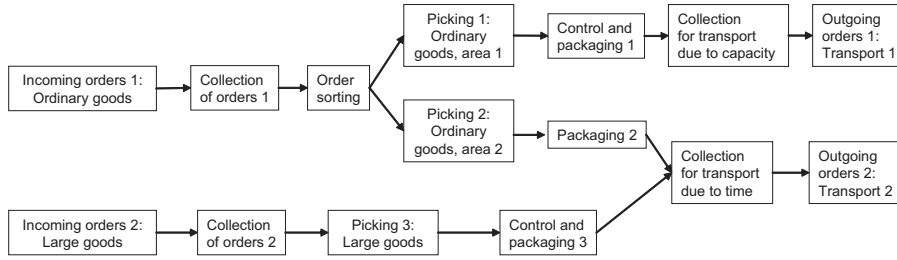 Picking 1:
Ordinary
goods, area 1
Control and
packaging 1
Collection
for transport
due to capacity
Outgoing
orders 1:
Transport 1
Incoming orders 1:
Ordinary goods
Collection
of orders 1
Order
sorting
Picking 2:
Ordinary
goods, area 2
Packaging 2
Collection
for transport
due to time
Outgoing
orders 2:
Transport 2
Incoming orders 2:
Large goods
Collection
of orders 2
Picking 3:
Large goods
Control and
packaging 3